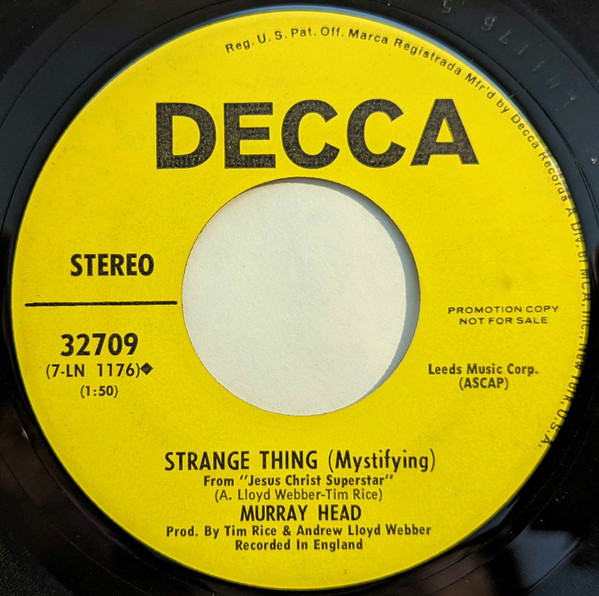 Reg. U. S. Pat. Off. Marca Registrada Mfr'd by Decca Records A Div. of MCA, Inc., New York, U.S.A.
DECCA
STEREO
32709
(7-LN 1176)◆
(1:50)
PROMOTION COPY
NOT FOR SALE
Leeds Music Corp.
(ASCAP)
STRANGE THING (Mystifying)
From "Jesus Christ Superstar"
(A. Lloyd Webber-Tim Rice)
MURRAY HEAD
Prod. By Tim Rice & Andrew Lloyd Webber
Recorded In England